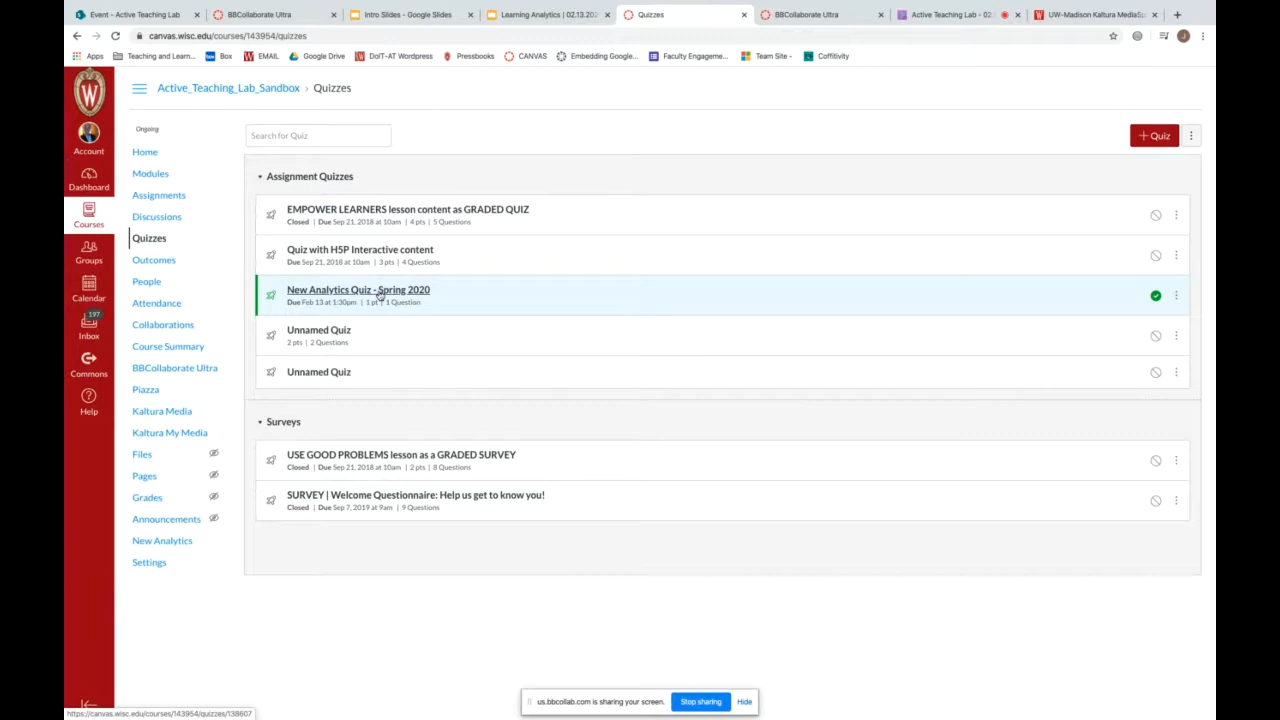 Event - Active Teaching Lab
BBCollaborate Ultra
Intro Slides - Google Slides
Learning Analytics | 02.13.202
Quizzes
BBCollaborate Ultra
Active Teaching Lab - 02.
UW-Madison Kaltura MediaSp
canvas.wisc.edu/courses/143954/quizzes
J
Apps
Teaching and Learn...
Box
EMAIL
Google Drive
DoIT-AT Wordpress
Pressbooks
CANVAS
Embedding Google...
Faculty Engageme...
Team Site -
Coffitivity
W
Account
Dashboard
Courses
Groups
Calendar
197
Inbox
Commons
Help
Active_Teaching_Lab_Sandbox › Quizzes
Ongoing
Home
Modules
Assignments
Discussions
Quizzes
Outcomes
People
Attendance
Collaborations
Course Summary
BBCollaborate Ultra
Piazza
Kaltura Media
Kaltura My Media
Files
Pages
Grades
Announcements
New Analytics
Settings
Search for Quiz
+ Quiz
Assignment Quizzes
EMPOWER LEARNERS lesson content as GRADED QUIZ
Closed | Due Sep 21, 2018 at 10am | 4 pts | 5 Questions
Quiz with H5P Interactive content
Due Sep 21, 2018 at 10am | 3 pts | 4 Questions
New Analytics Quiz - Spring 2020
Due Feb 13 at 1:30pm | 1 pt | 1 Question
Unnamed Quiz
2 pts | 2 Questions
Unnamed Quiz
Surveys
USE GOOD PROBLEMS lesson as a GRADED SURVEY
Closed | Due Sep 21, 2018 at 10am | 2 pts | 8 Questions
SURVEY | Welcome Questionnaire: Help us get to know you!
Closed | Due Sep 7, 2019 at 9am | 9 Questions
us.bbcollab.com is sharing your screen.
Stop sharing
Hide
https://canvas.wisc.edu/courses/143954/quizzes/138607